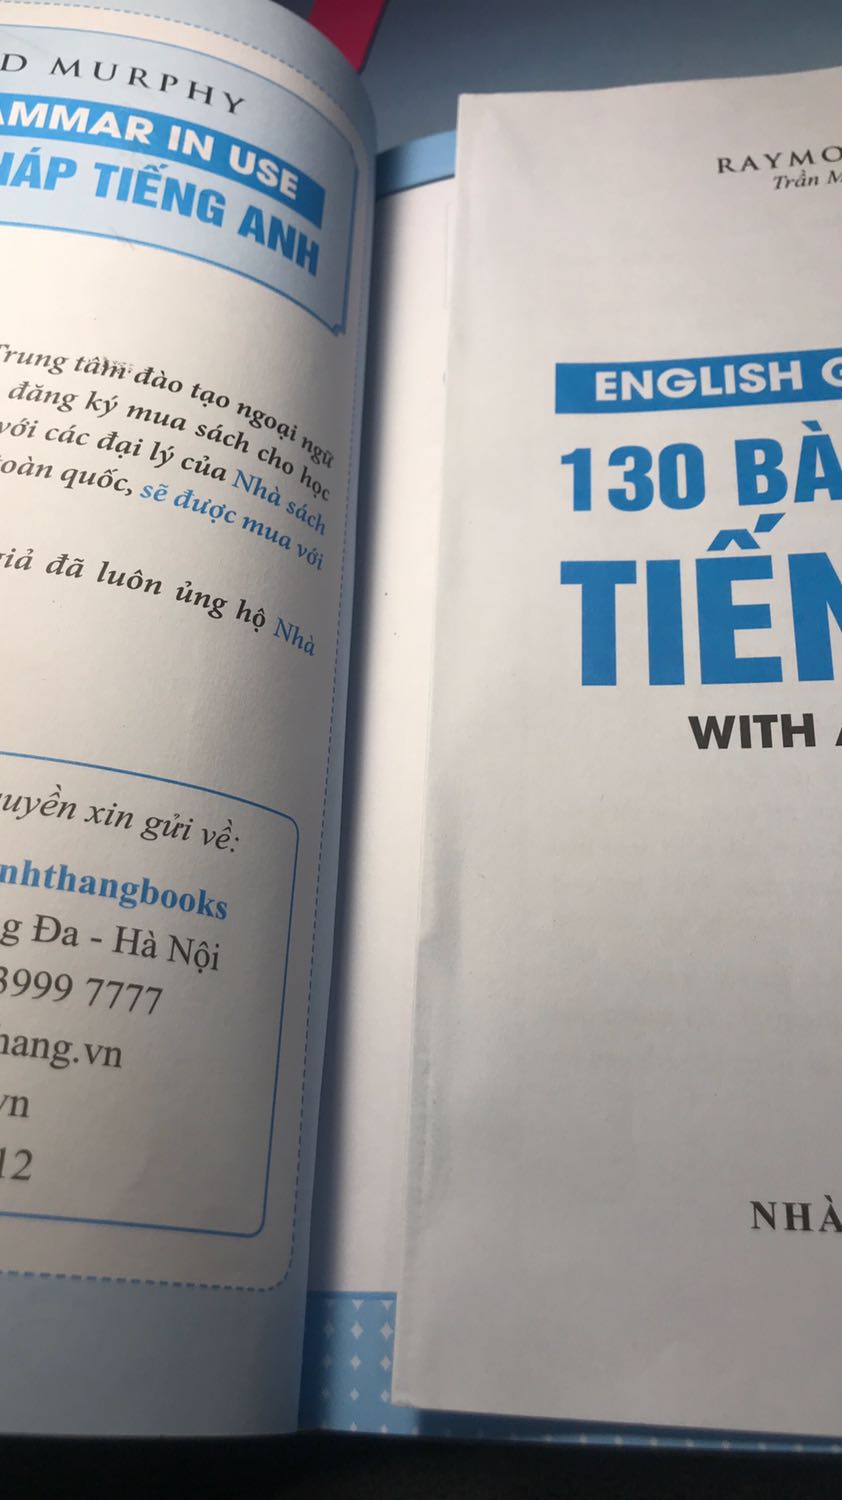 D MURPHY
AMMAR IN USE
HÁP TIẾNG ANH
Trung tâm đào tạo ngoại ngữ
đăng ký mua sách cho học
với các đại lý của Nhà sách
toàn quốc, sẽ được mua với
giả đã luôn ủng hộ Nhà
quyền xin gửi về:
nhthangbooks
g Đa - Hà Nội
3999 7777
hang.vn
vn
12
RAYMO
Trần M
ENGLISH G
130 BÀ
TIẾN
WITH A
NHÀ